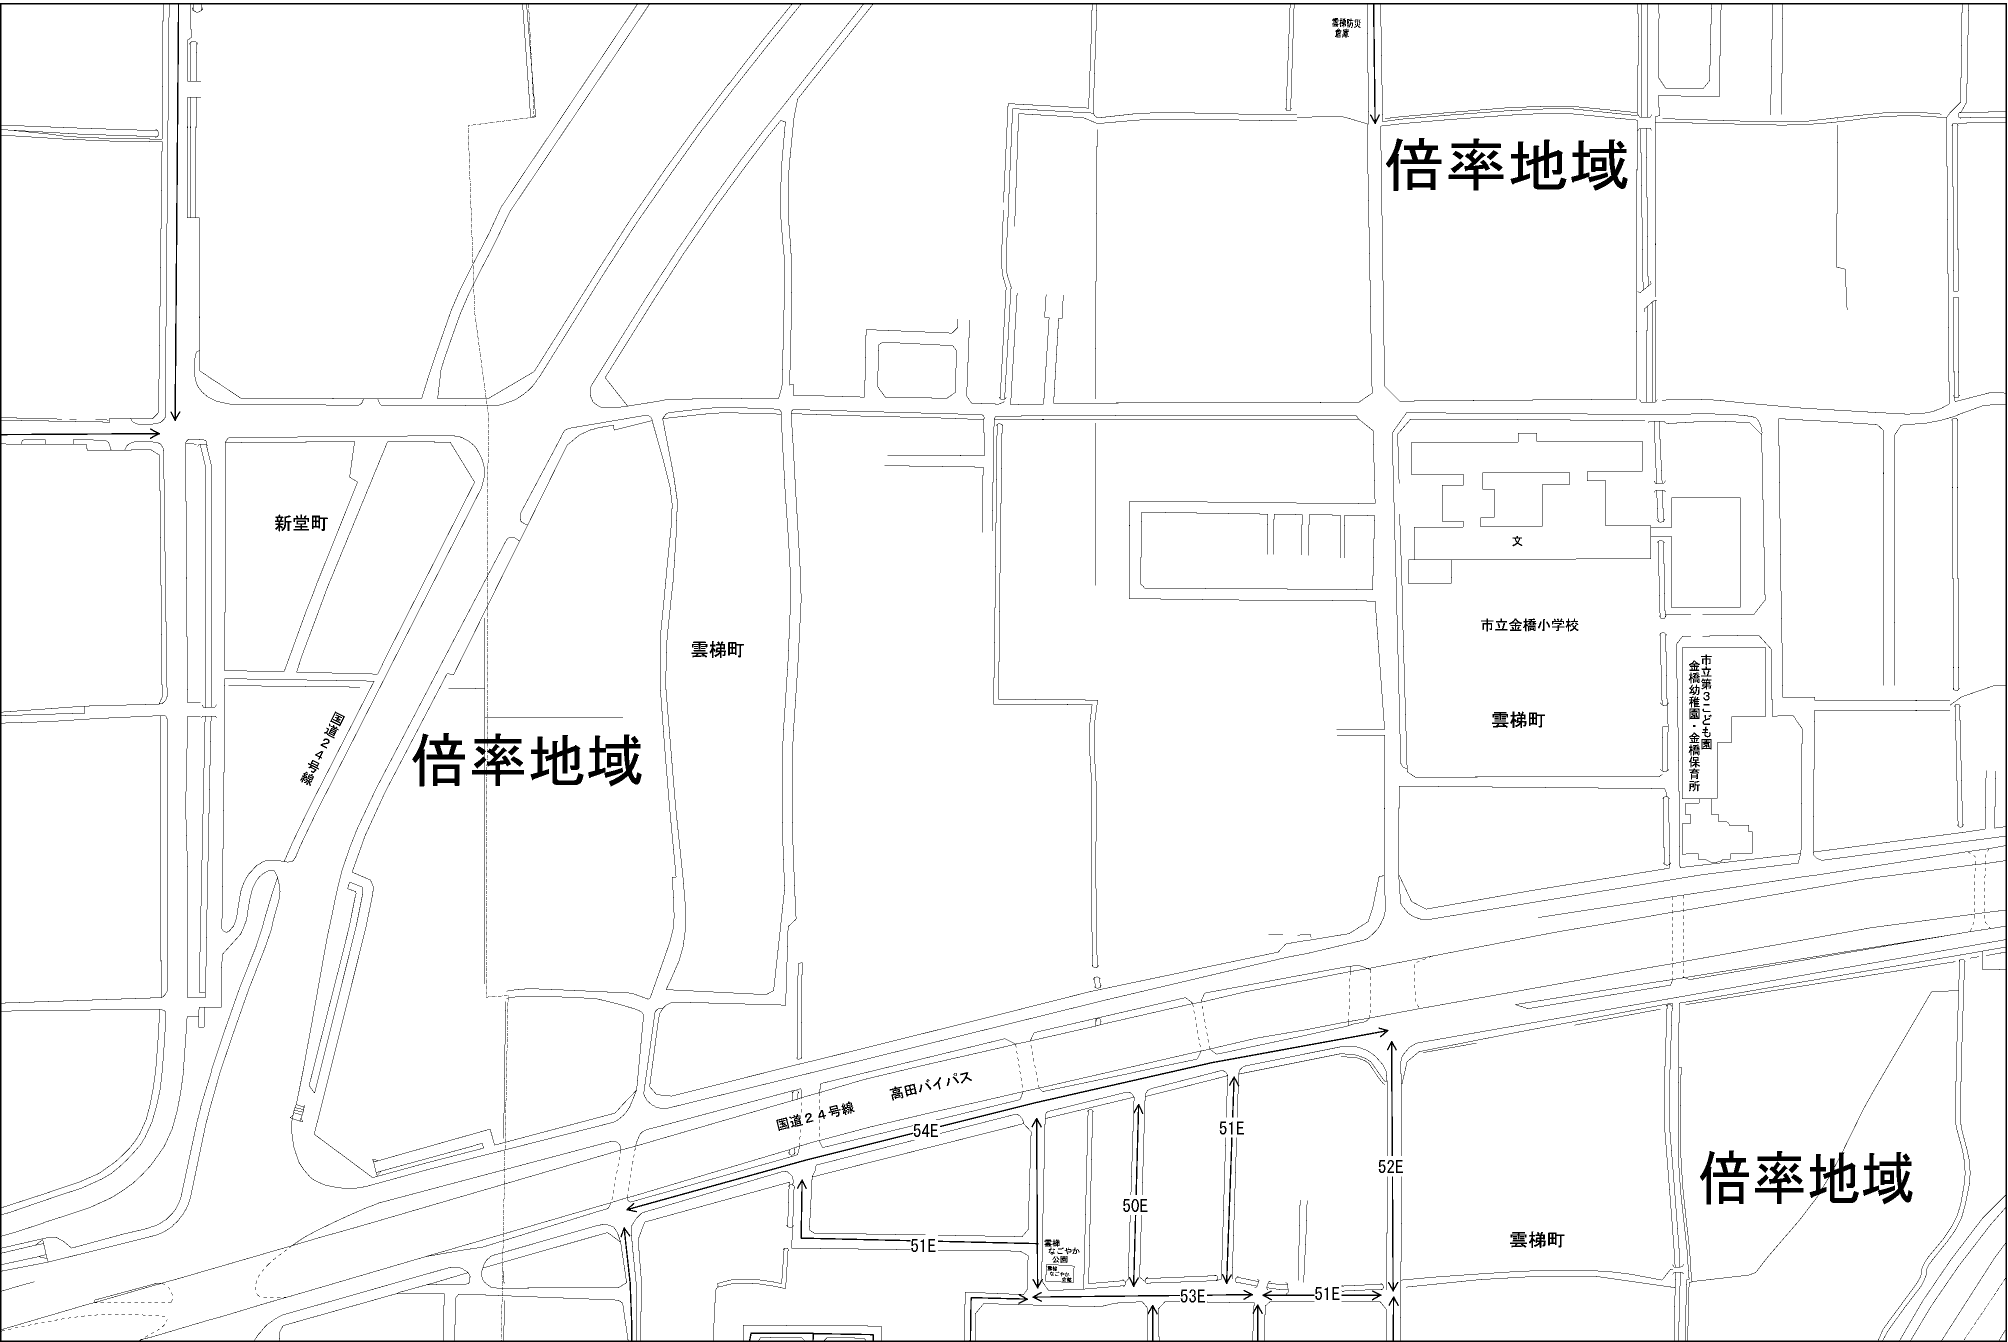 雲梯防災
倉庫
倍率地域
新堂町
文
市立金橋小学校
雲梯町
市立第3こども園
金橋幼稚園・金橋保育所
雲梯町
国道24号線
倍率地域
国道24号線
高田バイパス
54E
51E
52E
倍率地域
50E
雲梯町
51E
雲梯
なごやか
公園
53E
51E